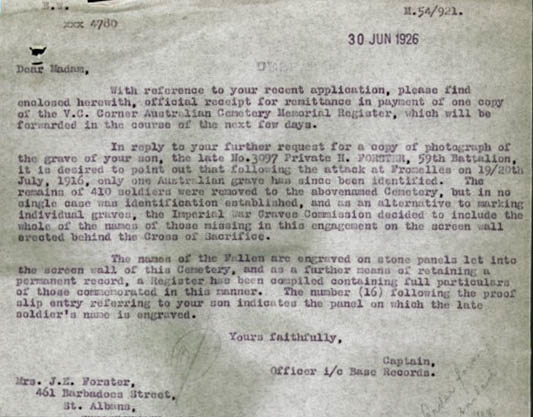 M.54/921.
xxx 4780
30 JUN 1926
Dear Madam,
With reference to your recent application, please find
enclosed herewith, official receipt for remittance in payment of one copy
of the V.C. Corner Australian Cemetery Memorial Register, which will be
forwarded in the course of the next few days.
In reply to your further request for a copy of photograph of
the grave of your son, the late No.3097 Private H. FORSTER, 59th Battalion,
it is desired to point out that following the attack at Fromelles on 19/20th
July, 1916, only one Australian grave has since been identified. The
remains of 410 soldiers were removed to the abovenamed Cemetery, but in no
single case was identification established, and as an alternative to marking
individual graves, the Imperial War Graves Commission decided to include the
whole of the names of those missing in this engagement on the screen wall
erected behind the Cross of Sacrifice.
The names of the Fallen are engraved on stone panels let into
the screen wall of this Cemetery, and as a further means of retaining a
permanent record, a Register has been compiled containing full particulars
of those commemorated in this manner. The number (16) following the proof
slip entry referring to your son indicates the panel on which the late
soldier's name is engraved.
Yours faithfully,
Captain,
Officer i/c Base Records.
Mrs. J.E. Forster,
461 Barbadoes Street,
St. Albans,